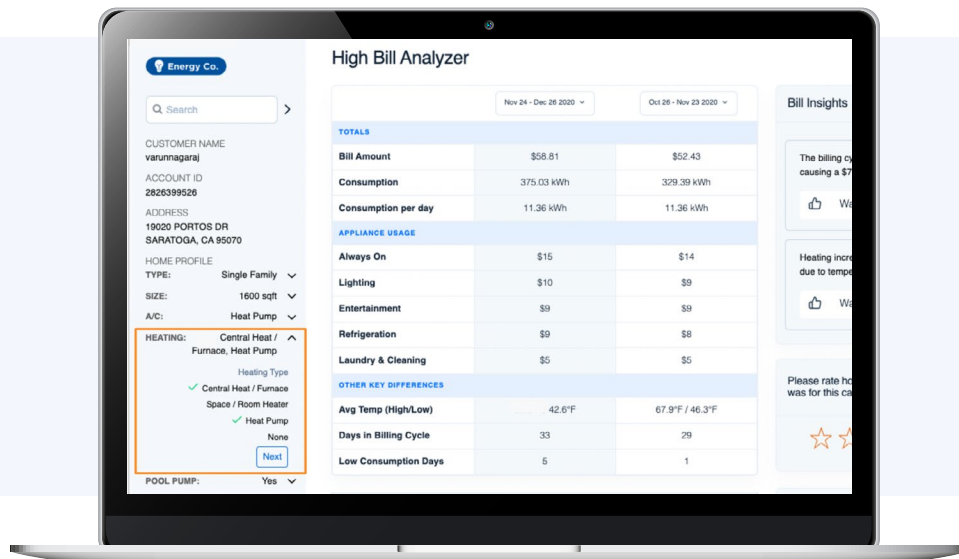 Energy Co.
Search
CUSTOMER NAME
varunnagaraj
ACCOUNT ID
2826399526
ADDRESS
19020 PORTOS DR
SARATOGA, CA 95070
HOME PROFILE
TYPE: Single Family
SIZE: 1600 sqft
A/C: Heat Pump
HEATING: Central Heat /
Furnace, Heat Pump
Heating Type
Central Heat / Furnace
Space / Room Heater
Heat Pump
None
Next
POOL PUMP: Yes
High Bill Analyzer
Nov 24 - Dec 26 2020 Oct 26 - Nov 23 2020
TOTALS
Bill Amount $58.81 $52.43
Consumption 375.03 kWh 329.39 kWh
Consumption per day 11.36 kWh 11.36 kWh
APPLIANCE USAGE
Always On $15 $14
Lighting $10 $9
Entertainment $9 $9
Refrigeration $9 $8
Laundry & Cleaning $5 $5
OTHER KEY DIFFERENCES
Avg Temp (High/Low) 42.6°F 67.9°F / 46.3°F
Days in Billing Cycle 33 29
Low Consumption Days 5 1
Bill Insights
The billing cy
causing a $7
Wa
Heating incre
due to tempe
Wa
Please rate ho
was for this ca